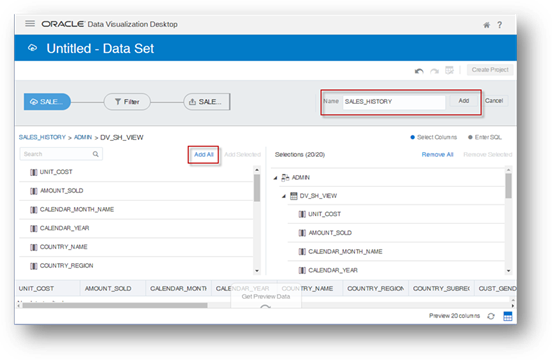 ORACLE Data Visualization Desktop
?
Untitled - Data Set
Create Project
SALE...
Filter
SALE...
Name
SALES_HISTORY
Add
Cancel
SALES_HISTORY > ADMIN > DV_SH_VIEW
Select Columns
Enter SQL
Search
Add All
Add Selected
Selections (20/20)
Remove All
Remove Selected
UNIT_COST
AMOUNT_SOLD
CALENDAR_MONTH_NAME
CALENDAR_YEAR
COUNTRY_NAME
COUNTRY_REGION
ADMIN
DV_SH_VIEW
UNIT_COST
AMOUNT_SOLD
CALENDAR_MONTH_NAME
CALENDAR_YEAR
UNIT_COST AMOUNT_SOLD CALENDAR_MONTH CALENDAR_YEAR COUNTRY_NAME COUNTRY_REGION COUNTRY_SUBREG CUST_GEND
Get Preview Data
Preview 20 columns